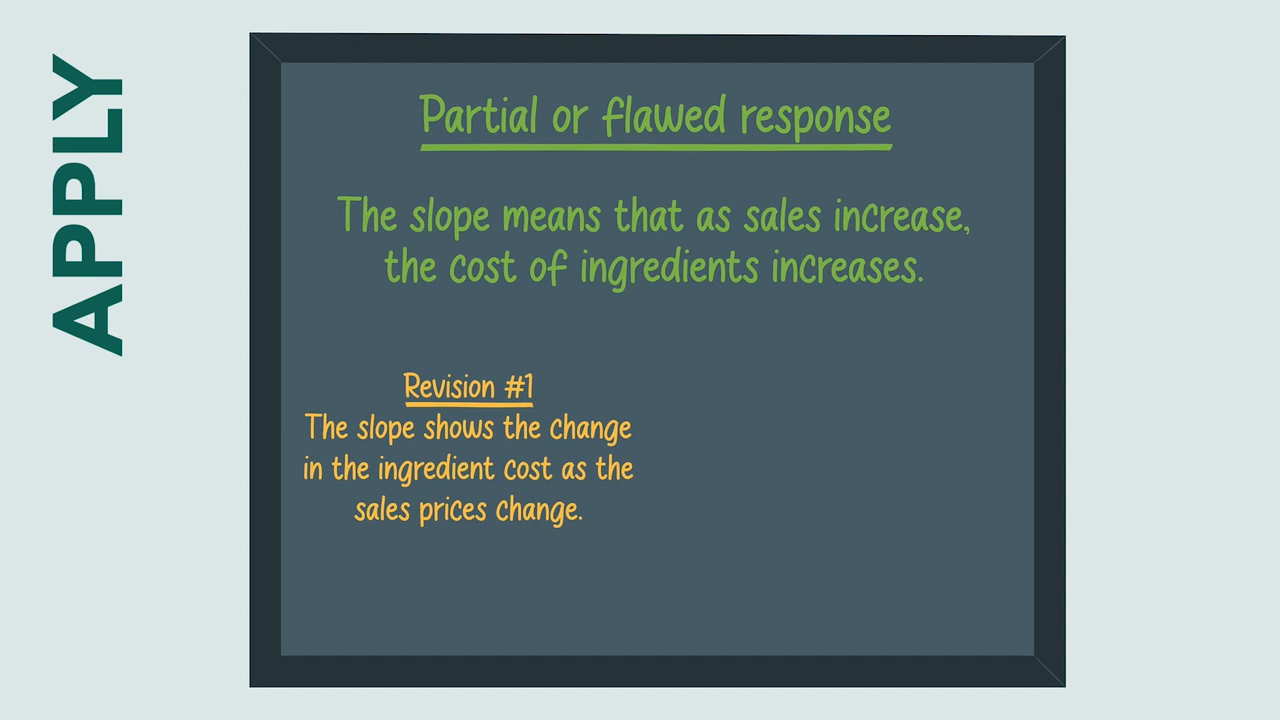 APPLY
Partial or flawed response
The slope means that as sales increase,
the cost of ingredients increases.
Revision #1
The slope shows the change
in the ingredient cost as the
sales prices change.